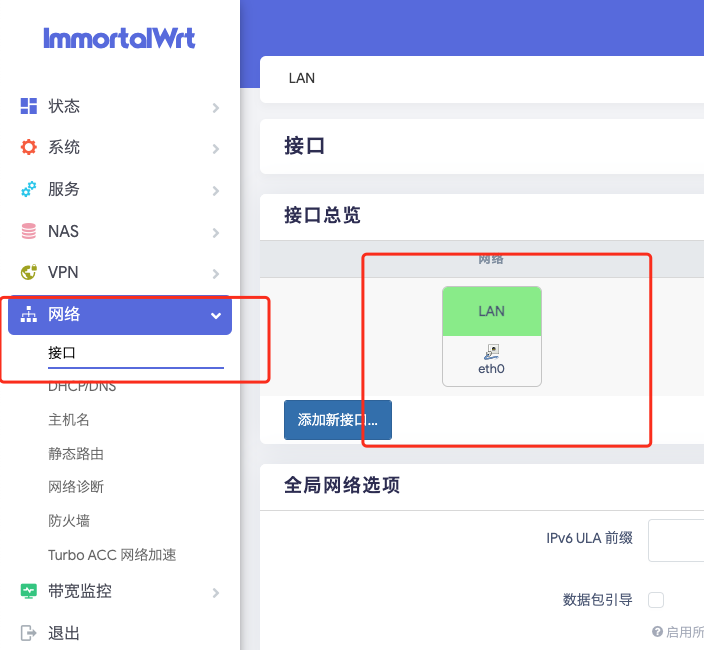 ImmortalWrt
状态
系统
服务
NAS
VPN
网络
接口
DHCP/DNS
主机名
静态路由
网络诊断
防火墙
Turbo ACC 网络加速
带宽监控
退出
LAN
接口
接口总览
网络
LAN
eth0
添加新接口...
全局网络选项
IPv6 ULA 前缀
数据包引导
启用所